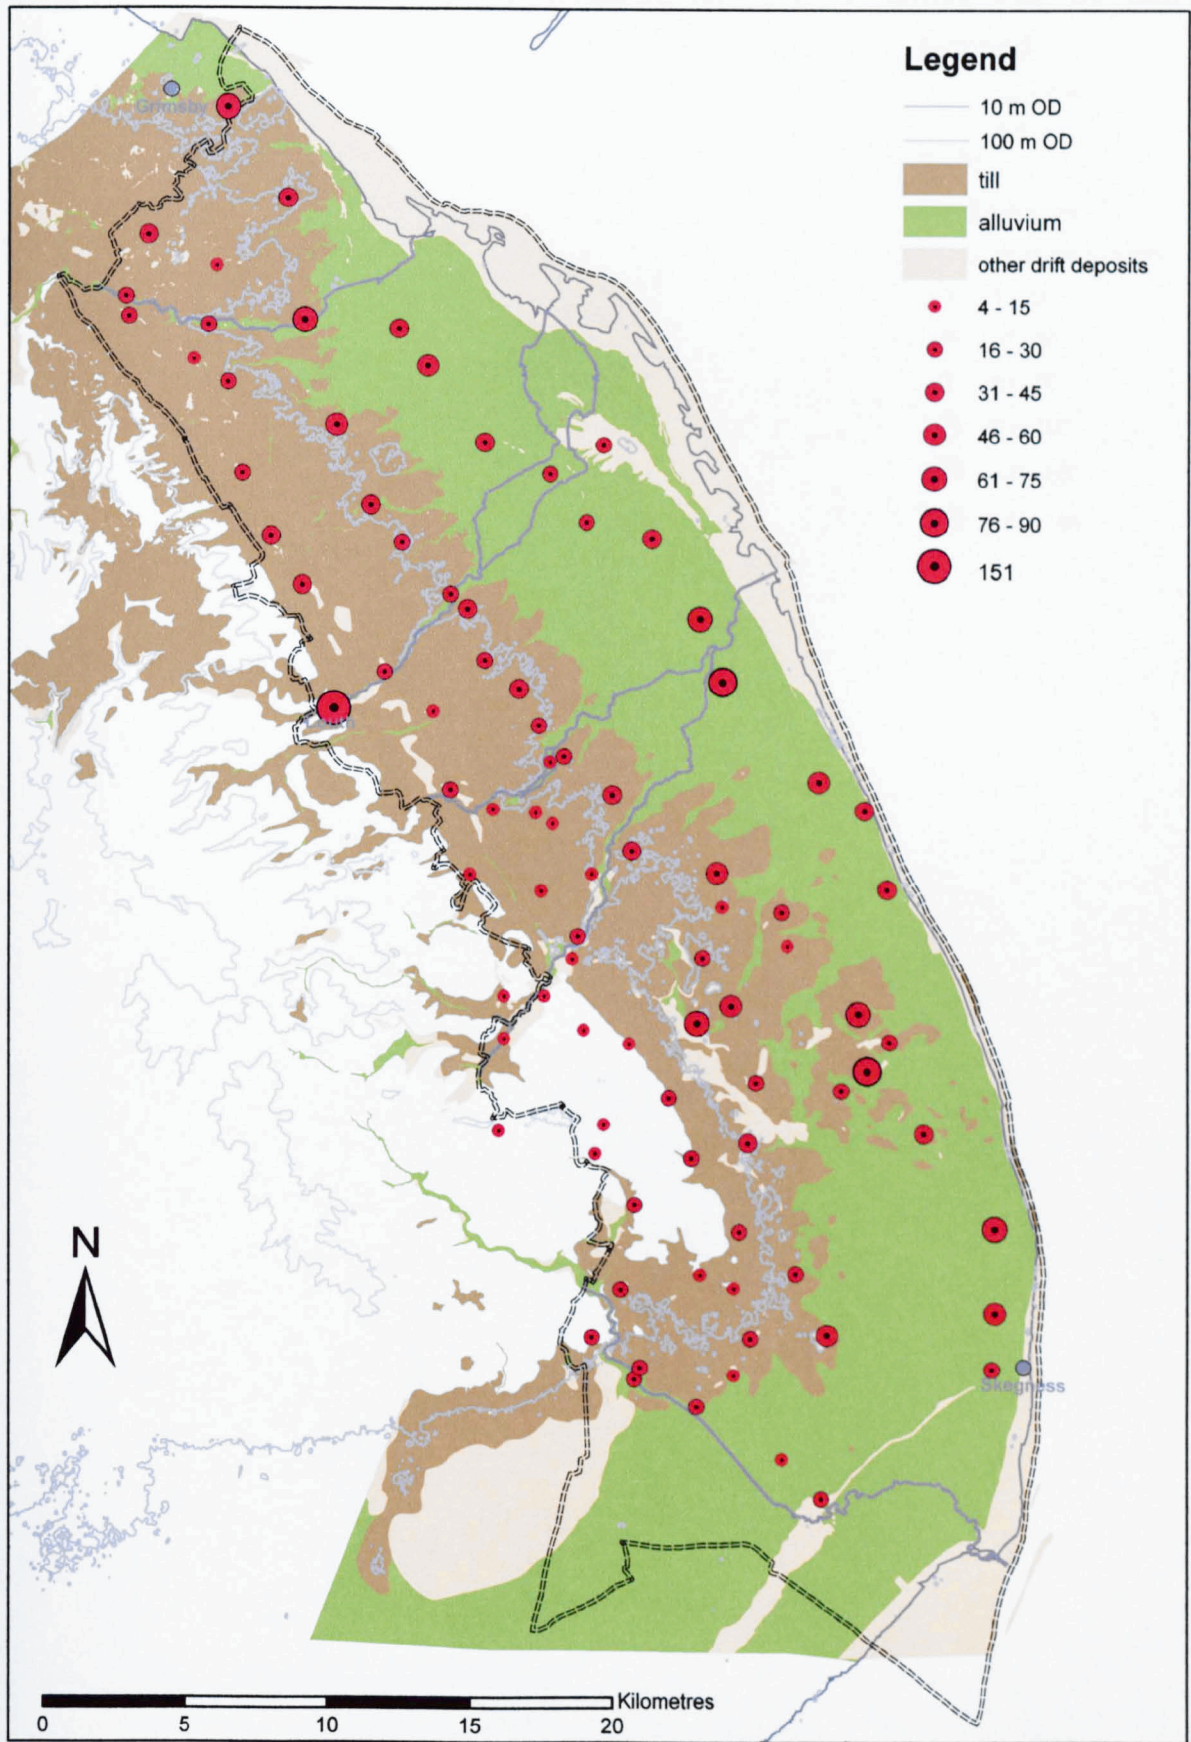 Legend
10 m OD
100 m OD
till
alluvium
other drift deposits
4 - 15
16 - 30
31 - 45
46 - 60
61 - 75
76 - 90
151
Grimsby
Skegness
N
Kilometres
0 5 10 15 20